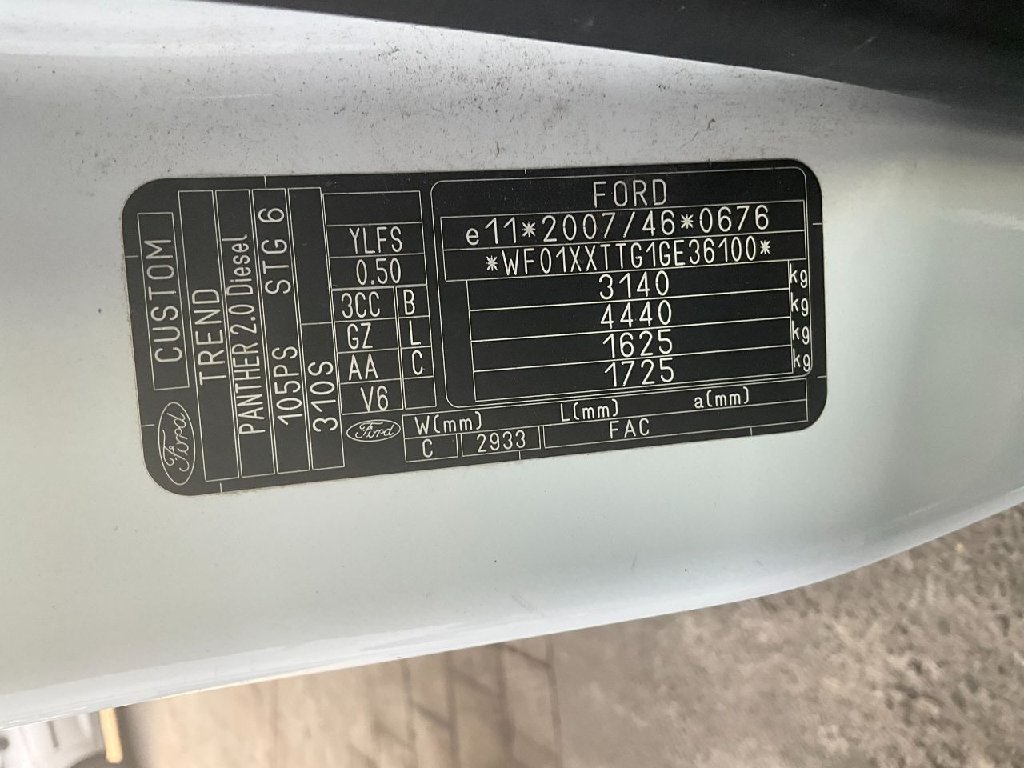 FORD
e11*2007/46*0676
*WF01XXTTG1GE36100*
3140 kg
4440 kg
1625 kg
1725 kg
W(mm) L(mm) a(mm)
C 2933 FAC
YLFS
0.50
3CC B
GZ L
AA C
V6
Ford
Ford
CUSTOM
TREND
PANTHER 2.0 Diesel
105PS STG 6
310S